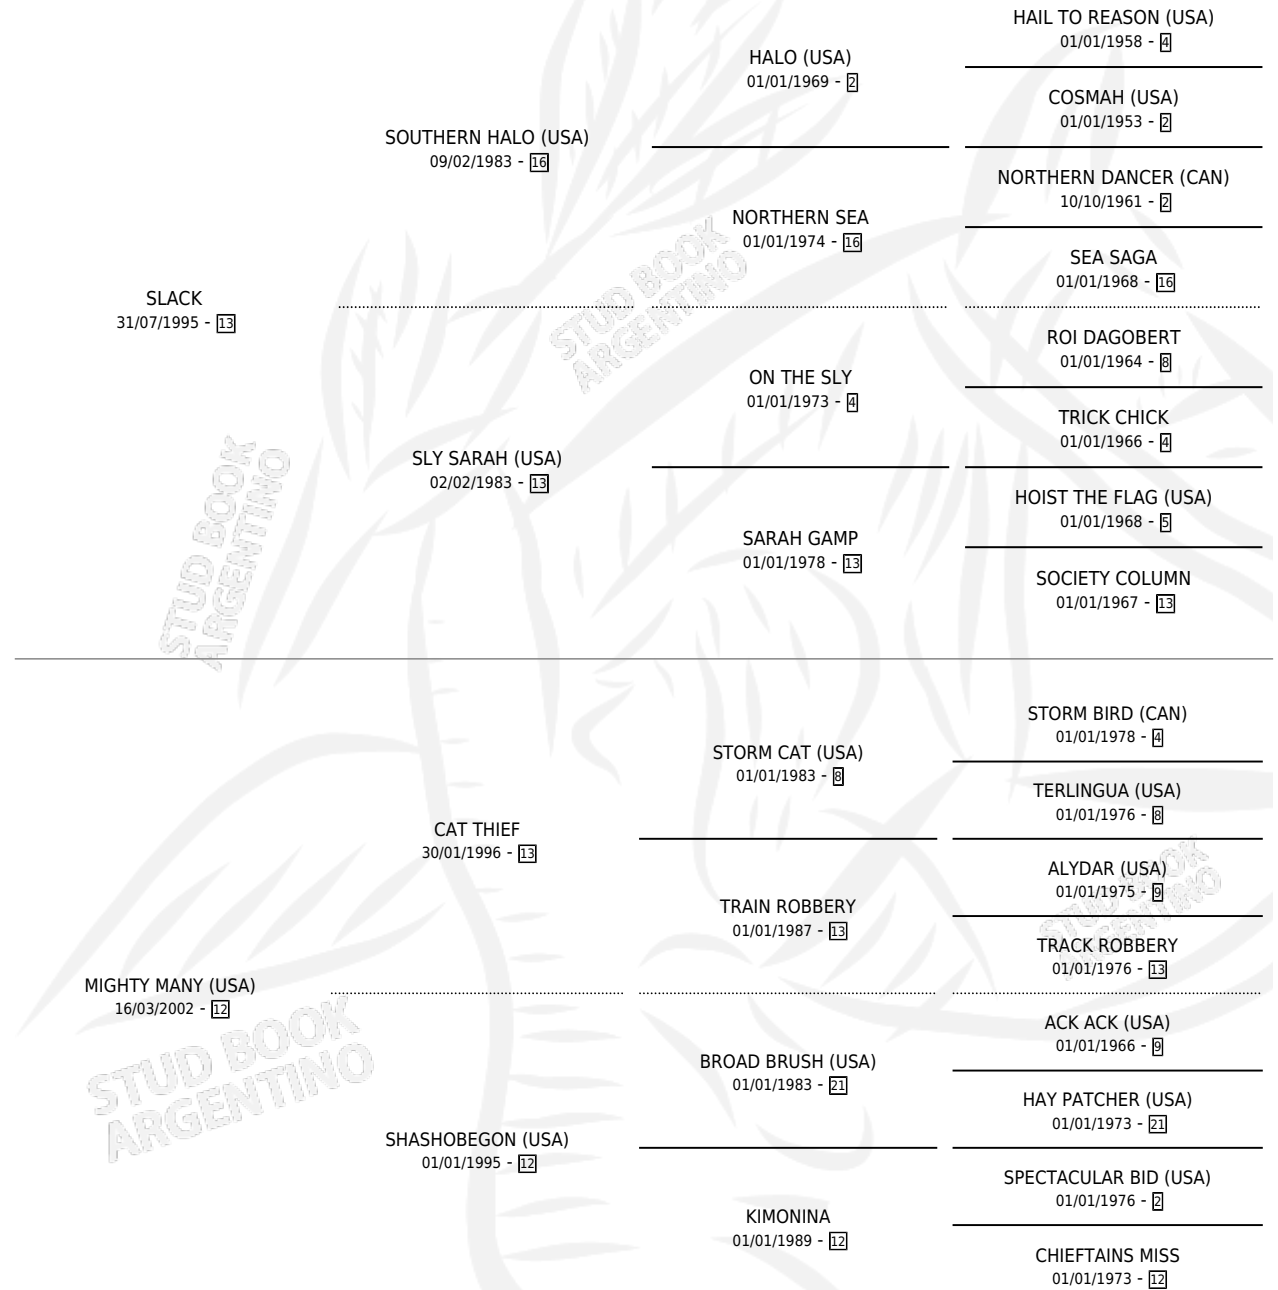 HAIL TO REASON (USA)
01/01/1958 - 4
HALO (USA)
01/01/1969 - 2
COSMAH (USA)
01/01/1953 - 2
SOUTHERN HALO (USA)
09/02/1983 - 16
NORTHERN DANCER (CAN)
10/10/1961 - 2
NORTHERN SEA
01/01/1974 - 16
SEA SAGA
01/01/1968 - 16
SLACK
31/07/1995 - 13
ROI DAGOBERT
01/01/1964 - 8
ON THE SLY
01/01/1973 - 4
TRICK CHICK
01/01/1966 - 4
SLY SARAH (USA)
02/02/1983 - 13
HOIST THE FLAG (USA)
01/01/1968 - 5
SARAH GAMP
01/01/1978 - 13
SOCIETY COLUMN
01/01/1967 - 13
STORM BIRD (CAN)
01/01/1978 - 4
STORM CAT (USA)
01/01/1983 - 8
TERLINGUA (USA)
01/01/1976 - 8
CAT THIEF
30/01/1996 - 13
ALYDAR (USA)
01/01/1975 - 9
TRAIN ROBBERY
01/01/1987 - 13
TRACK ROBBERY
01/01/1976 - 13
MIGHTY MANY (USA)
16/03/2002 - 12
ACK ACK (USA)
01/01/1966 - 9
BROAD BRUSH (USA)
01/01/1983 - 21
HAY PATCHER (USA)
01/01/1973 - 21
SHASHOBEGON (USA)
01/01/1995 - 12
SPECTACULAR BID (USA)
01/01/1976 - 2
KIMONINA
01/01/1989 - 12
CHIEFTAINS MISS
01/01/1973 - 12
STUD BOOK
ARGENTINO
STUD BOOK
ARGENTINO
STUD BOOK
ARGENTINO
STUD BOOK
ARGENTINO